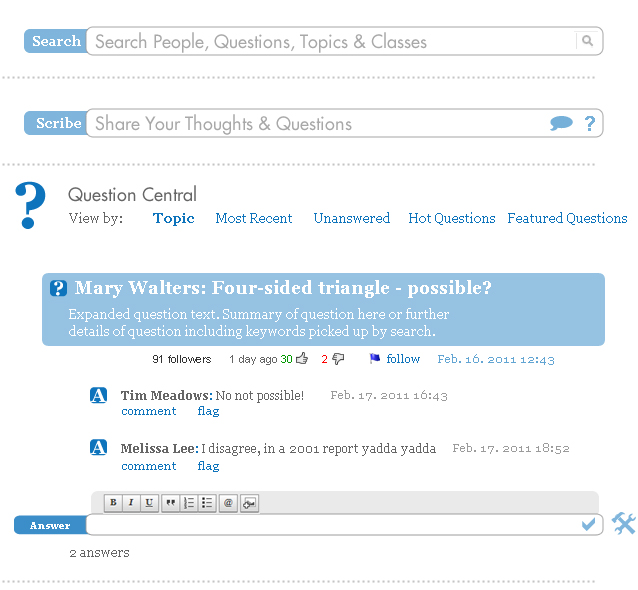 Search Search People, Questions, Topics & Classes
Scribe Share Your Thoughts & Questions ?
? Question Central
View by: Topic Most Recent Unanswered Hot Questions Featured Questions
? Mary Walters: Four-sided triangle - possible?
Expanded question text. Summary of question here or further
details of question including keywords picked up by search.
91 followers 1 day ago 30 2 follow Feb. 16. 2011 12:43
A Tim Meadows: No not possible! Feb. 17. 2011 16:43
comment flag
A Melissa Lee: I disagree, in a 2001 report yadda yadda Feb. 17. 2011 18:52
comment flag
B I U " @
Answer
2 answers